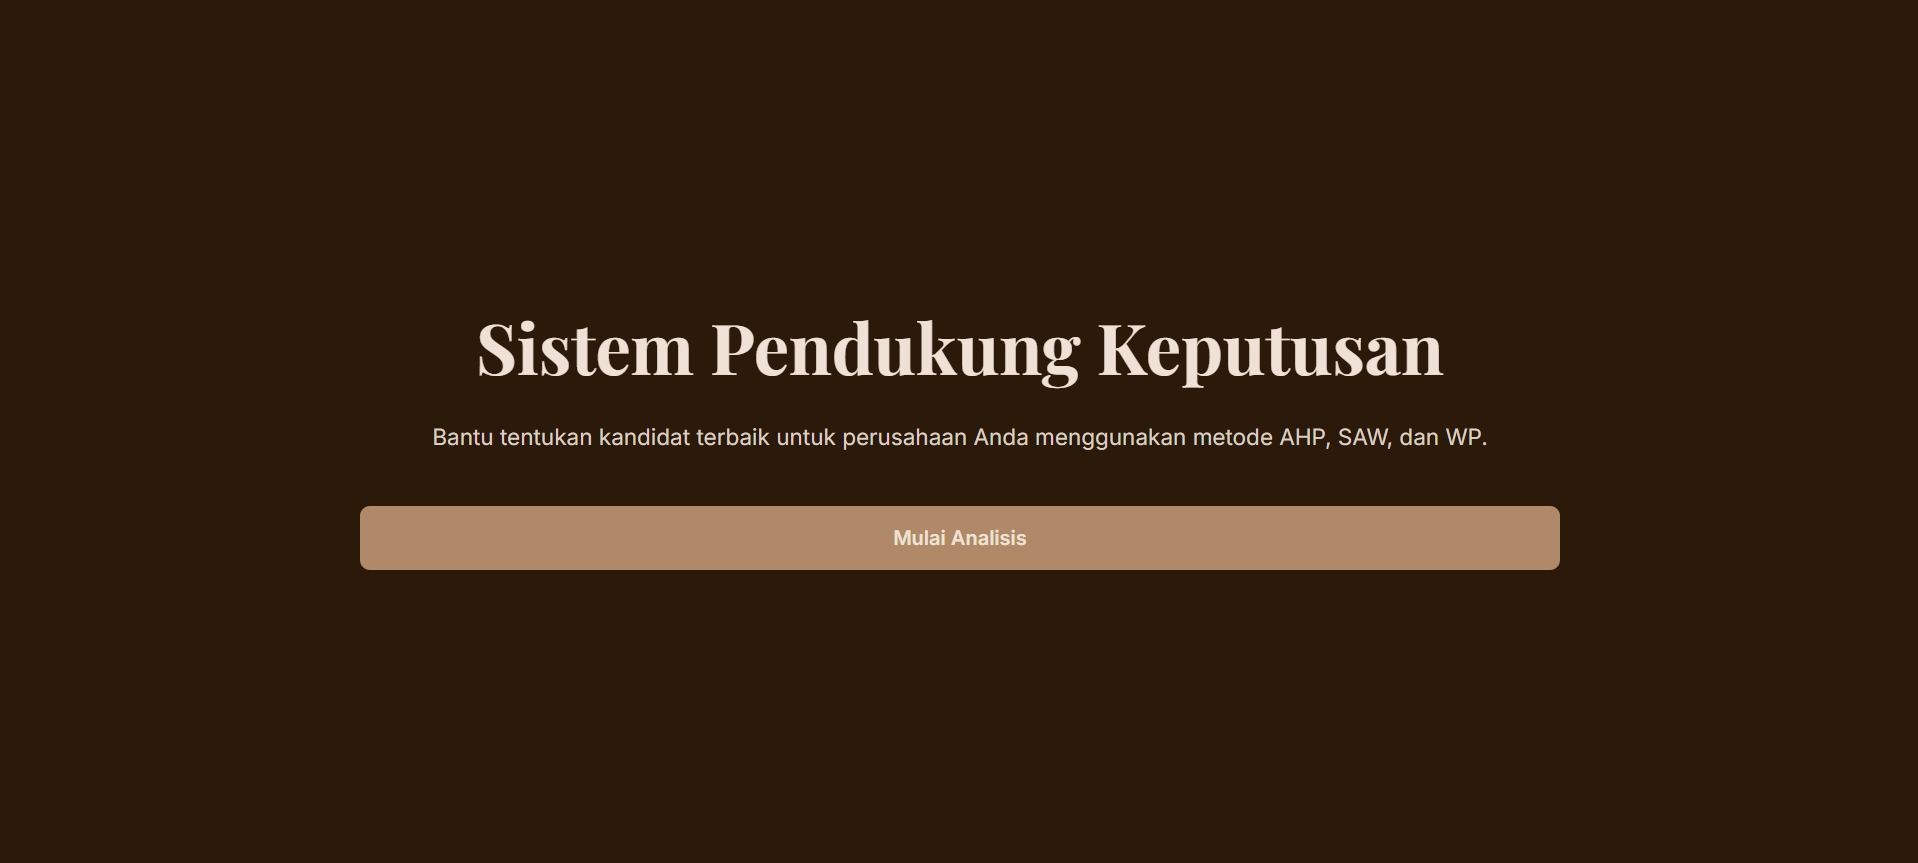 Sistem Pendukung Keputusan
Bantu tentukan kandidat terbaik untuk perusahaan Anda menggunakan metode AHP, SAW, dan WP.
Mulai Analisis